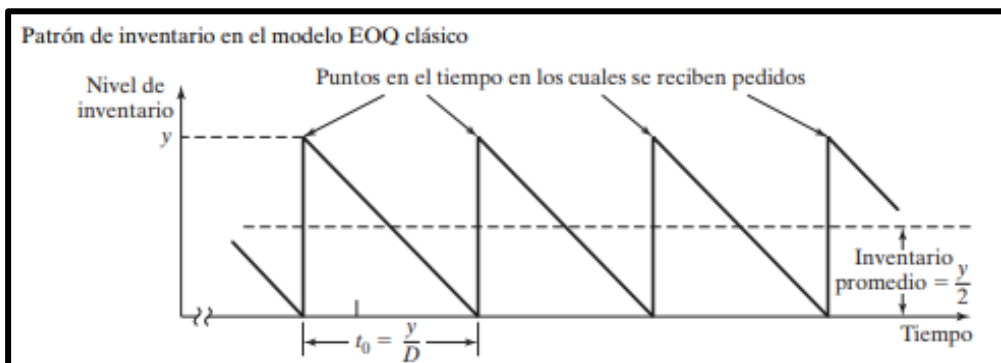 Patrón de inventario en el modelo EOQ clásico
Puntos en el tiempo en los cuales se reciben pedidos
Nivel de
inventario
y
Inventario
promedio = y/2
Tiempo
t₀ = y/D